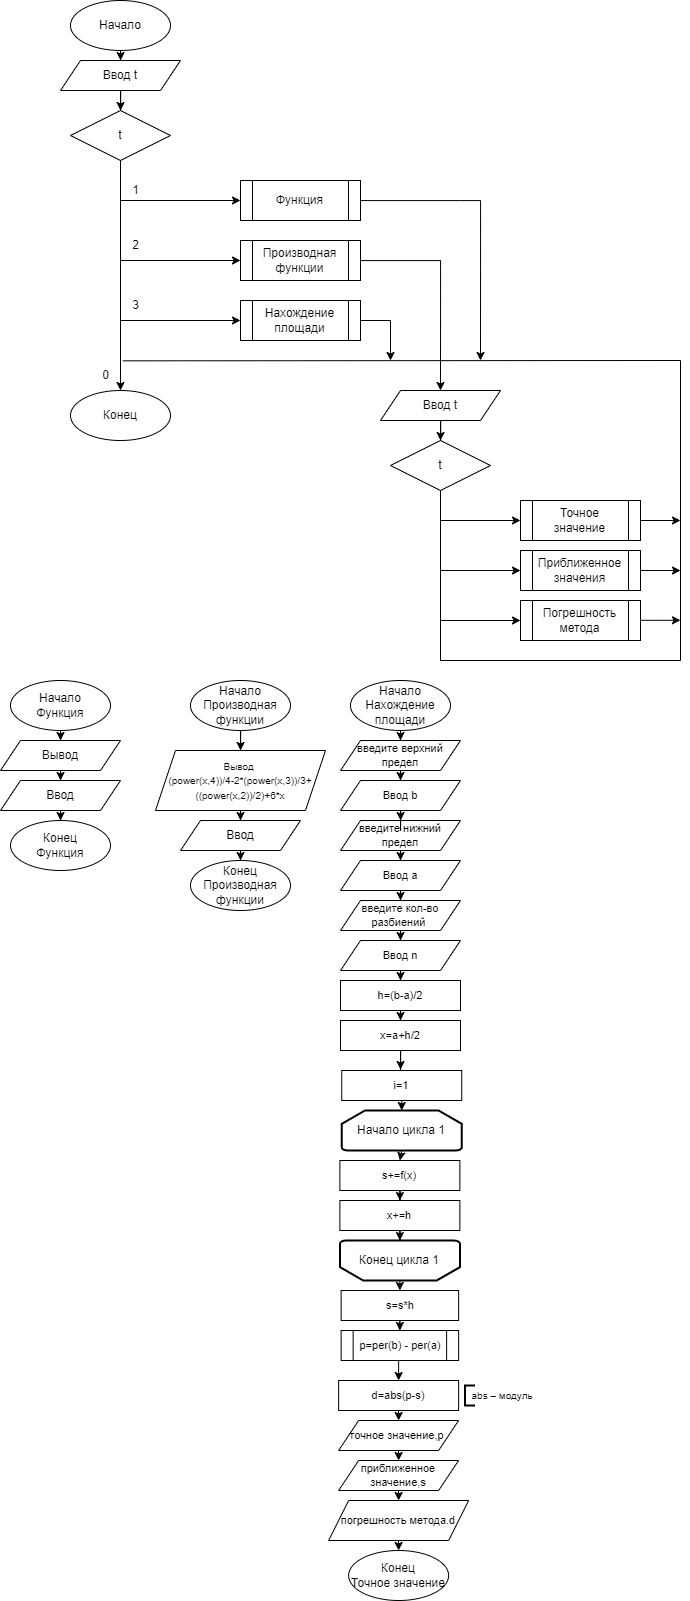 Начало
Ввод t
t
1
Функция
2
Производная
функции
3
Нахождение
площади
0
Конец
Ввод t
t
Точное
значение
Приближенное
значения
Погрешность
метода
Начало
Функция
Вывод
Ввод
Конец
Функция
Начало
Производная
функции
Вывод
(power(x,4))/4-2*(power(x,3))/3+
((power(x,2))/2)+6*x
Ввод
Конец
Производная
функции
Начало
Нахождение
площади
введите верхний
предел
Ввод b
введите нижний
предел
Ввод a
введите кол-во
разбиений
Ввод n
h=(b-a)/2
x=a+h/2
i=1
Начало цикла 1
s+=f(x)
x+=h
Конец цикла 1
s=s*h
p=per(b) - per(a)
d=abs(p-s)
abs – модуль
точное значение,p
приближенное
значение,s
погрешность метода.d
Конец
Точное значение